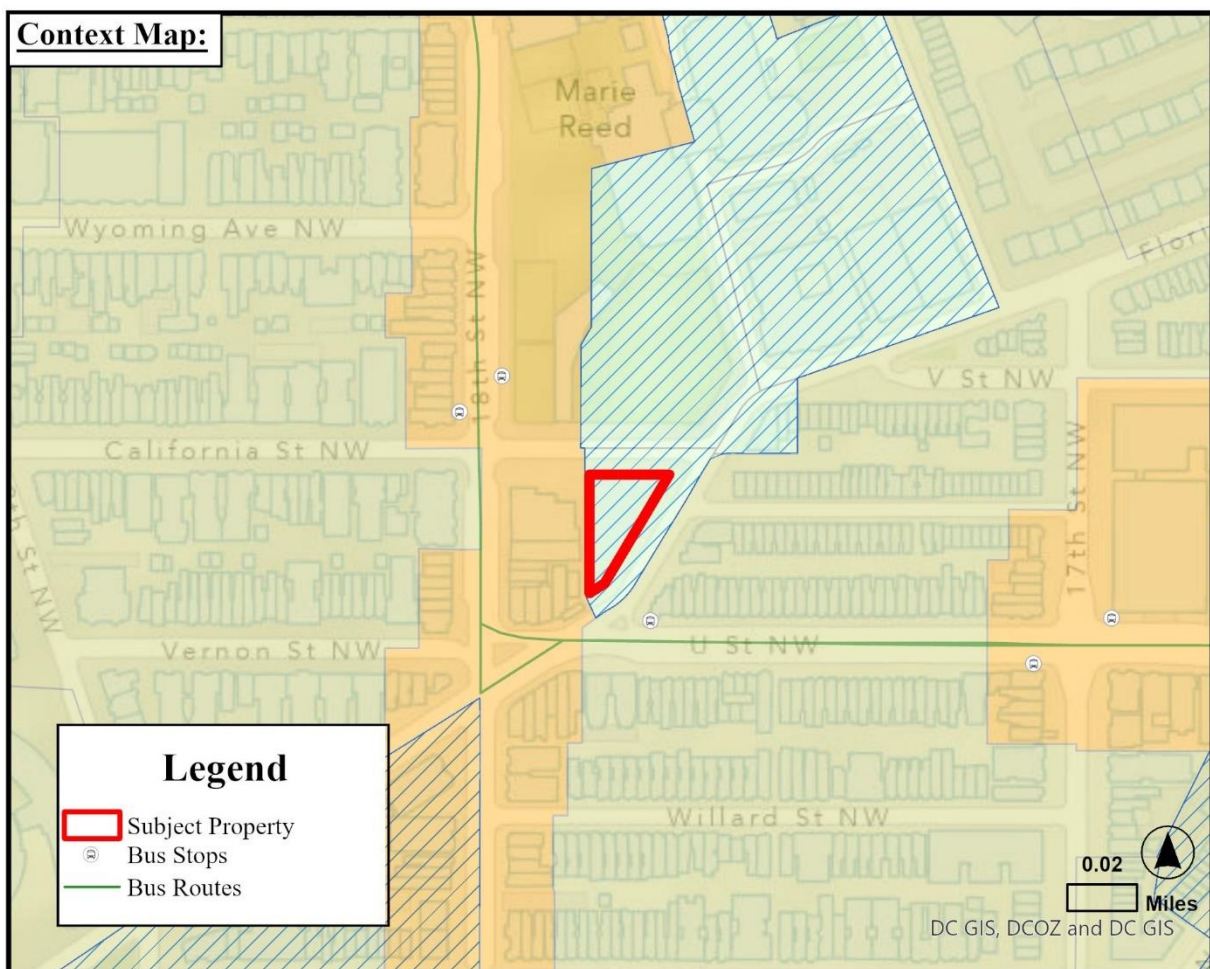 Context Map:
Marie
Reed
Wyoming Ave NW
18th St NW
Flori
V St NW
California St NW
17th St NW
th St NW
U St NW
Vernon St NW
Willard St NW
Legend
Subject Property
Bus Stops
Bus Routes
0.02
Miles
DC GIS, DCOZ and DC GIS